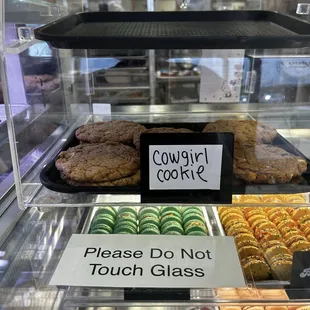 Cowgirl
cookie
Please Do Not
Touch Glass